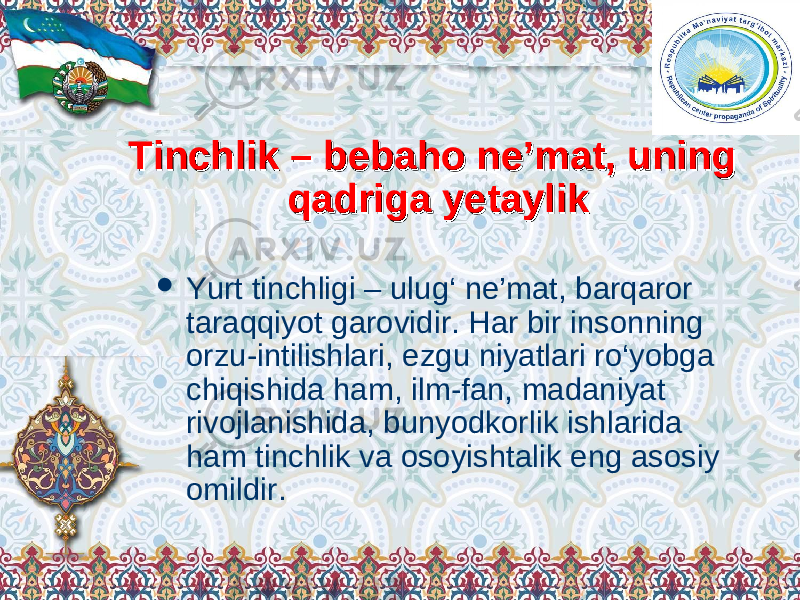 Respublika Ma'naviyat targ'ibot markazi
Republican center propaganda of Spirituality
ARXIV.UZ
Tinchlik – bebaho ne’mat, uning
qadriga yetaylik
ARXIV.UZ
Yurt tinchligi – ulug‘ ne’mat, barqaror
taraqqiyot garovidir. Har bir insonning
orzu-intilishlari, ezgu niyatlari ro‘yobga
chiqishida ham, ilm-fan, madaniyat
rivojlanishida, bunyodkorlik ishlarida
ham tinchlik va osoyishtalik eng asosiy
omildir.
ARXIV.UZ